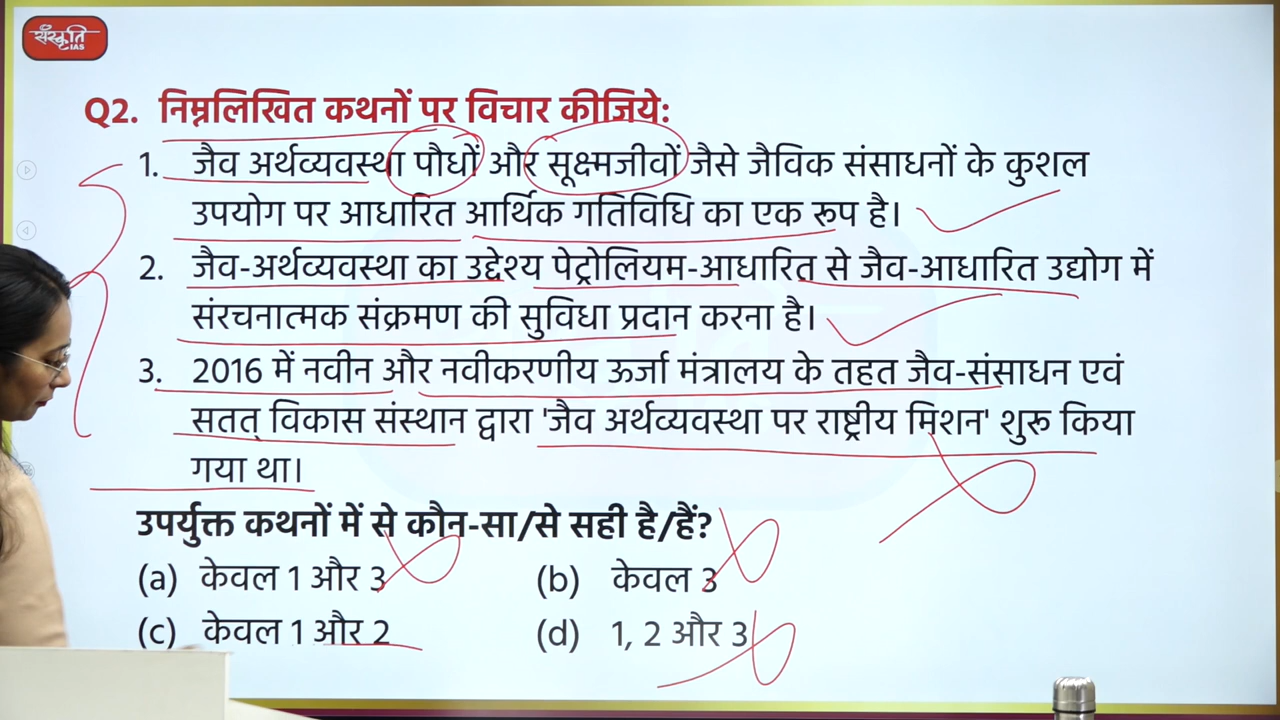 संस्कृति
IAS
Q2. निम्नलिखित कथनों पर विचार कीजिये:
1. जैव अर्थव्यवस्था पौधों और सूक्ष्मजीवों जैसे जैविक संसाधनों के कुशल
उपयोग पर आधारित आर्थिक गतिविधि का एक रूप है।
2. जैव-अर्थव्यवस्था का उद्देश्य पेट्रोलियम-आधारित से जैव-आधारित उद्योग में
संरचनात्मक संक्रमण की सुविधा प्रदान करना है।
3. 2016 में नवीन और नवीकरणीय ऊर्जा मंत्रालय के तहत जैव-संसाधन एवं
सतत् विकास संस्थान द्वारा 'जैव अर्थव्यवस्था पर राष्ट्रीय मिशन' शुरू किया
गया था।
उपर्युक्त कथनों में से कौन-सा/से सही है/हैं?
(a) केवल 1 और 3 (b) केवल 3
(c) केवल 1 और 2 (d) 1, 2 और 3